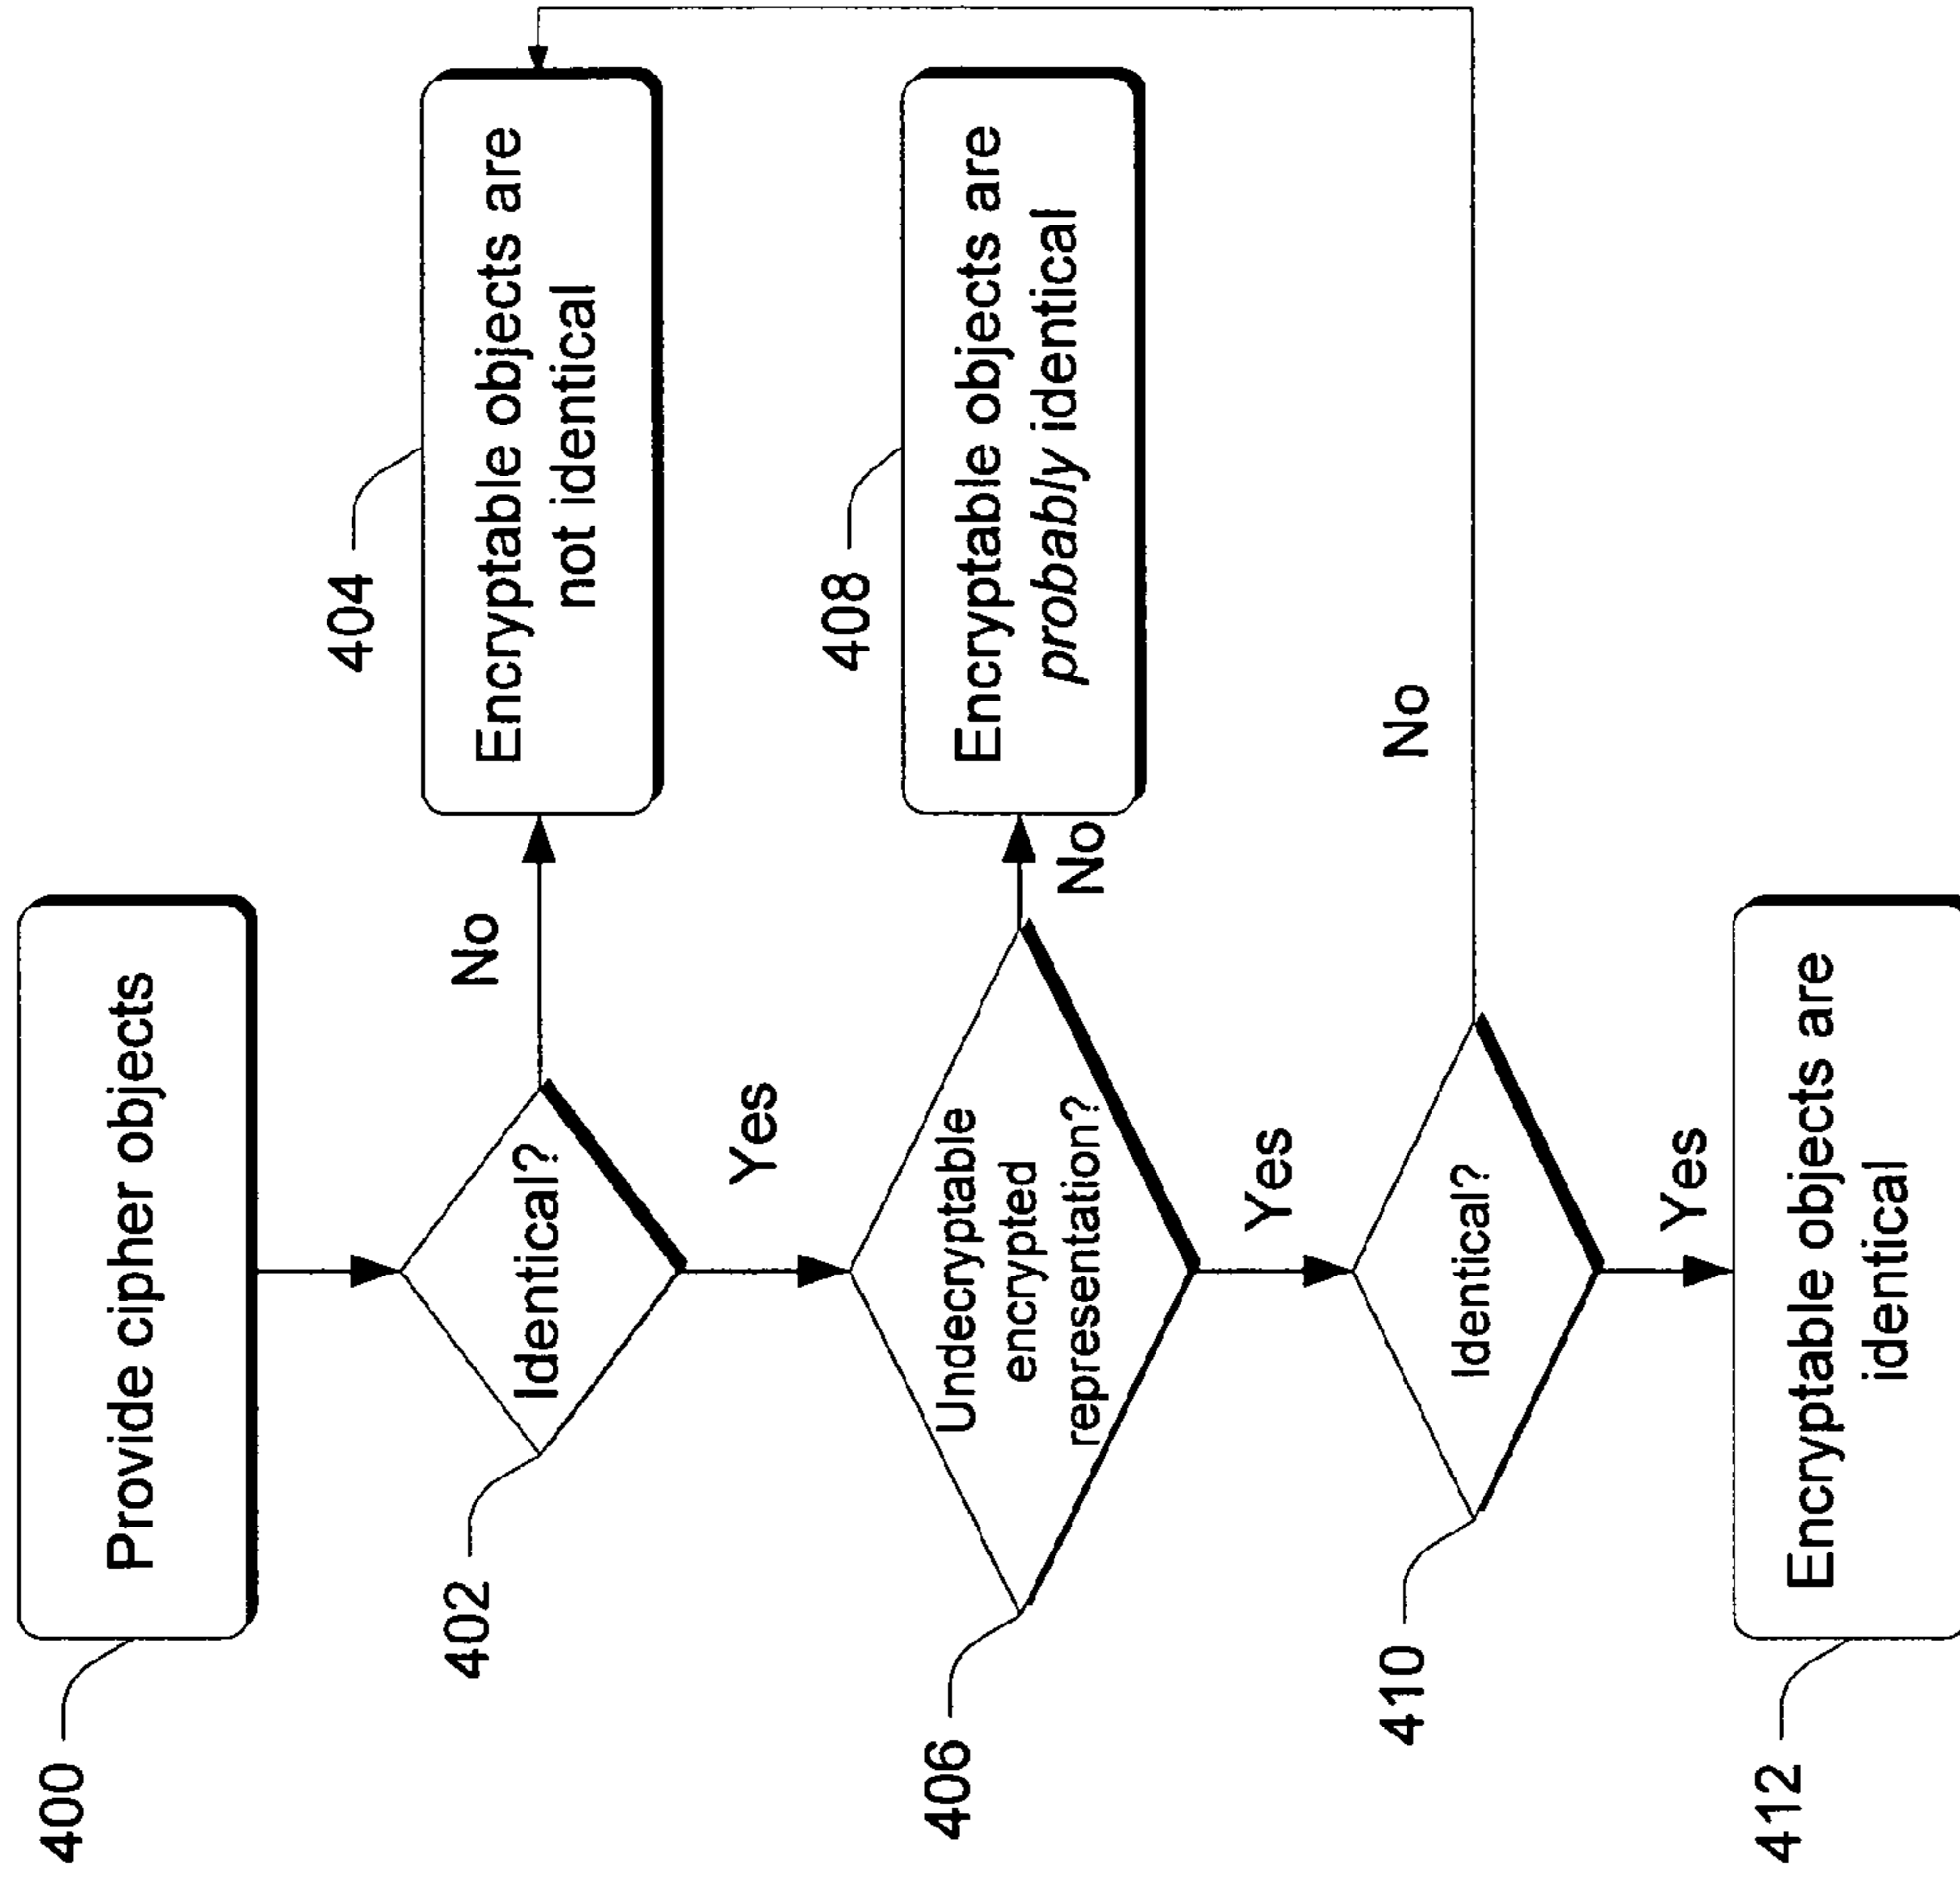 400
Provide cipher objects
402
Identical?
No
404
Encryptable objects are
not identical
Yes
406
Undecryptable
encrypted
representation?
No
408
Encryptable objects are
probably identical
Yes
410
Identical?
No
Yes
412
Encryptable objects are
identical